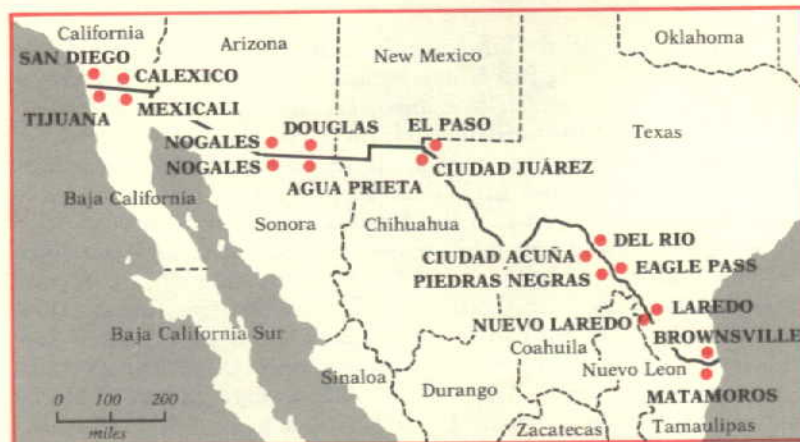 California
Arizona
New Mexico
Oklahoma
SAN DIEGO
CALEXICO
TIJUANA
MEXICALI
NOGALES
DOUGLAS
EL PASO
Texas
NOGALES
AGUA PRIETA
CIUDAD JUÁREZ
Baja California
Sonora
Chihuahua
CIUDAD ACUÑA
DEL RIO
PIEDRAS NEGRAS
EAGLE PASS
LAREDO
NUEVO LAREDO
BROWNSVILLE
Baja California Sur
Coahuila
Sinaloa
Nuevo Leon
Durango
MATAMOROS
Zacatecas
Tamaulipas
0 100 200
miles